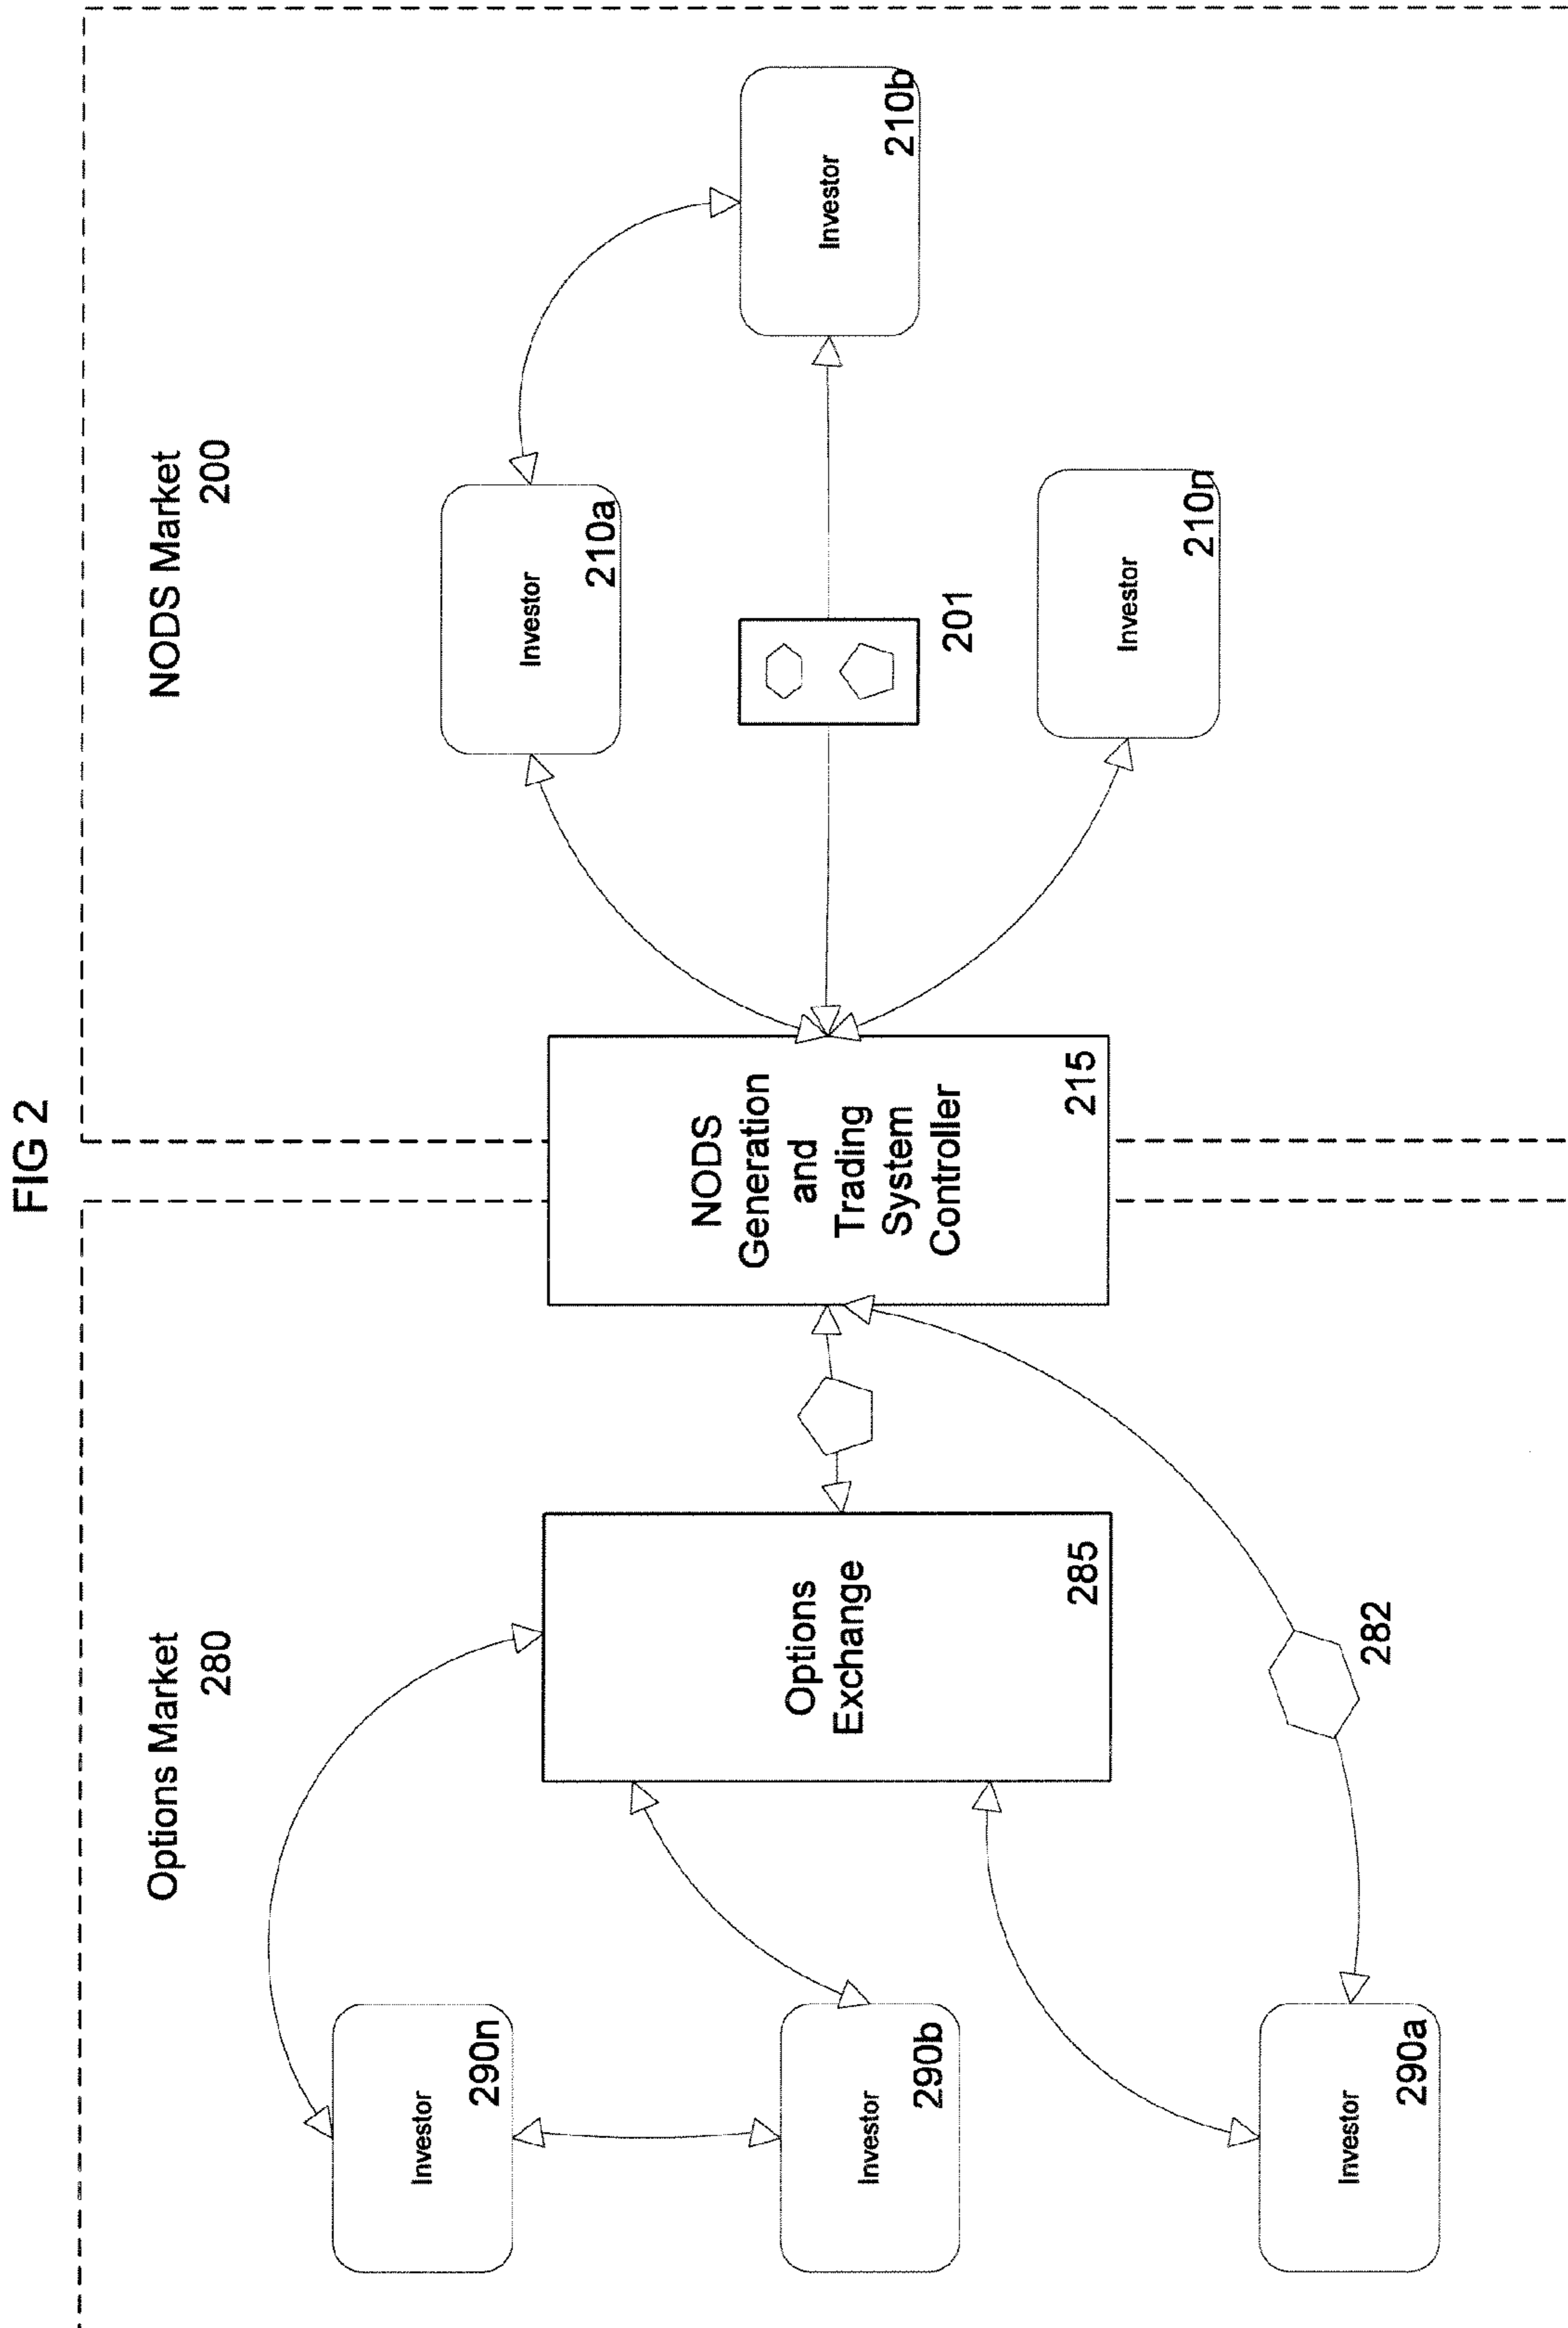 FIG 2
Options Market
280
NODS Market
200
Investor
290n
Investor
290b
Investor
290a
Options
Exchange
285
282
NODS
Generation
and
Trading
System
Controller
215
Investor
210a
201
Investor
210b
Investor
210n